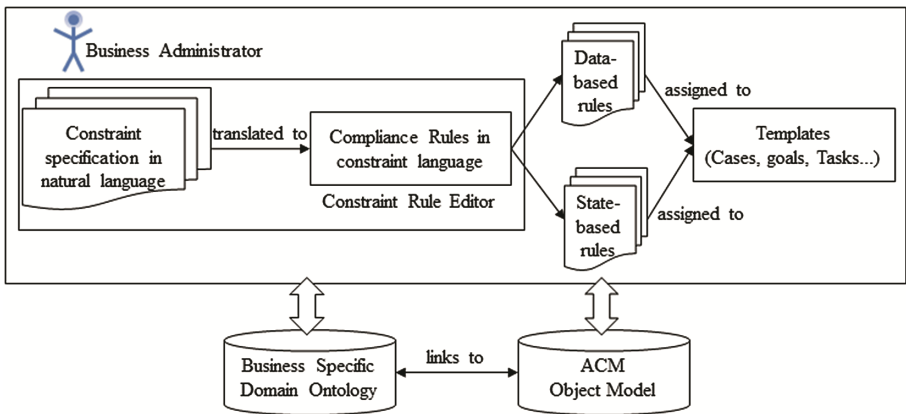 Business Administrator
Constraint
specification in
natural language
translated to
Compliance Rules in
constraint language
Constraint Rule Editor
Data-
based
rules
assigned to
State-
based
rules
assigned to
Templates
(Cases, goals, Tasks...)
Business Specific
Domain Ontology
links to
ACM
Object Model